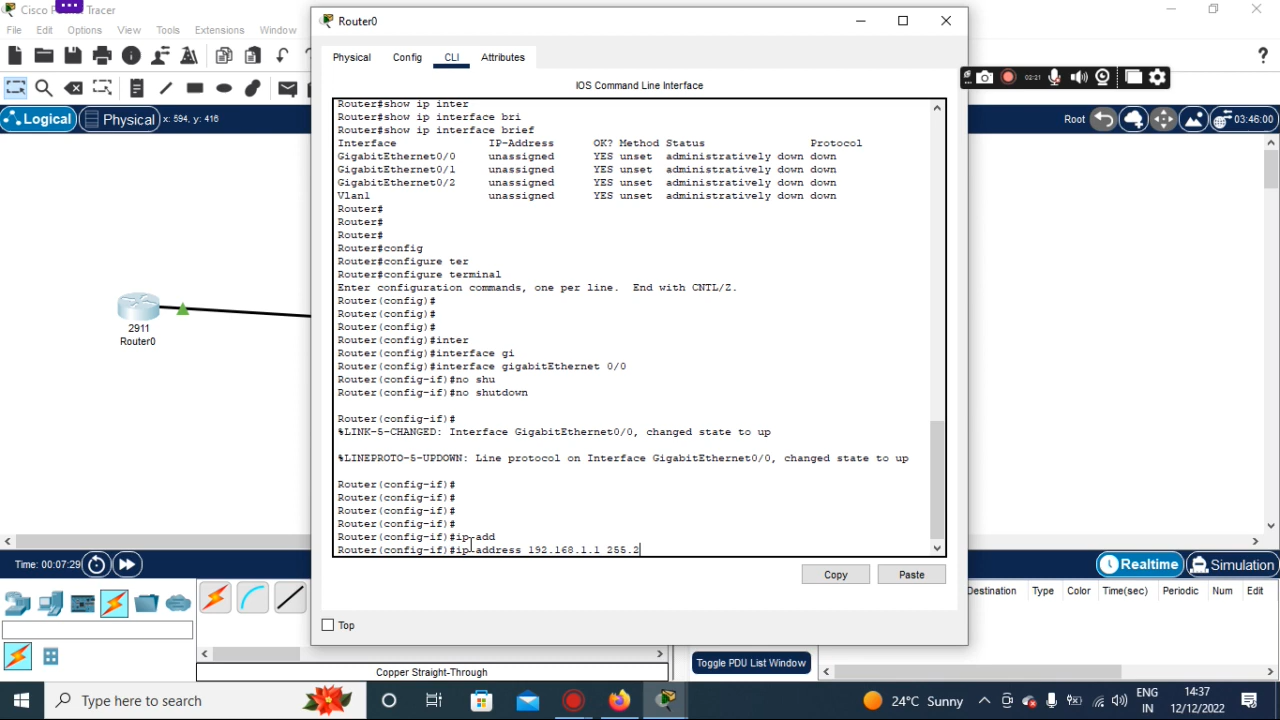 Cisco P
Tracer
File Edit Options View Tools Extensions Window
Logical Physical x: 594, y: 416
Root 03:46:00
Router0
Physical Config CLI Attributes
02:21
IOS Command Line Interface
Router#show ip inter
Router#show ip interface bri
Router#show ip interface brief
Interface IP-Address OK? Method Status Protocol
GigabitEthernet0/0 unassigned YES unset administratively down down
GigabitEthernet0/1 unassigned YES unset administratively down down
GigabitEthernet0/2 unassigned YES unset administratively down down
Vlan1 unassigned YES unset administratively down down
Router#
Router#
Router#
Router#config
Router#configure ter
Router#configure terminal
Enter configuration commands, one per line. End with CNTL/Z.
Router(config)#
Router(config)#
Router(config)#
Router(config)#inter
Router(config)#interface gi
Router(config)#interface gigabitEthernet 0/0
Router(config-if)#no shu
Router(config-if)#no shutdown
Router(config-if)#
%LINK-5-CHANGED: Interface GigabitEthernet0/0, changed state to up
%LINEPROTO-5-UPDOWN: Line protocol on Interface GigabitEthernet0/0, changed state to up
Router(config-if)#
Router(config-if)#
Router(config-if)#
Router(config-if)#
Router(config-if)#ip add
Router(config-if)#ip address 192.168.1.1 255.2
Copy Paste
Top
2911
Router0
Time: 00:07:29
Realtime Simulation
Destination Type Color Time(sec) Periodic Num Edit
Toggle PDU List Window
Copper Straight-Through
Type here to search
24°C Sunny
ENG
IN
14:37
12/12/2022